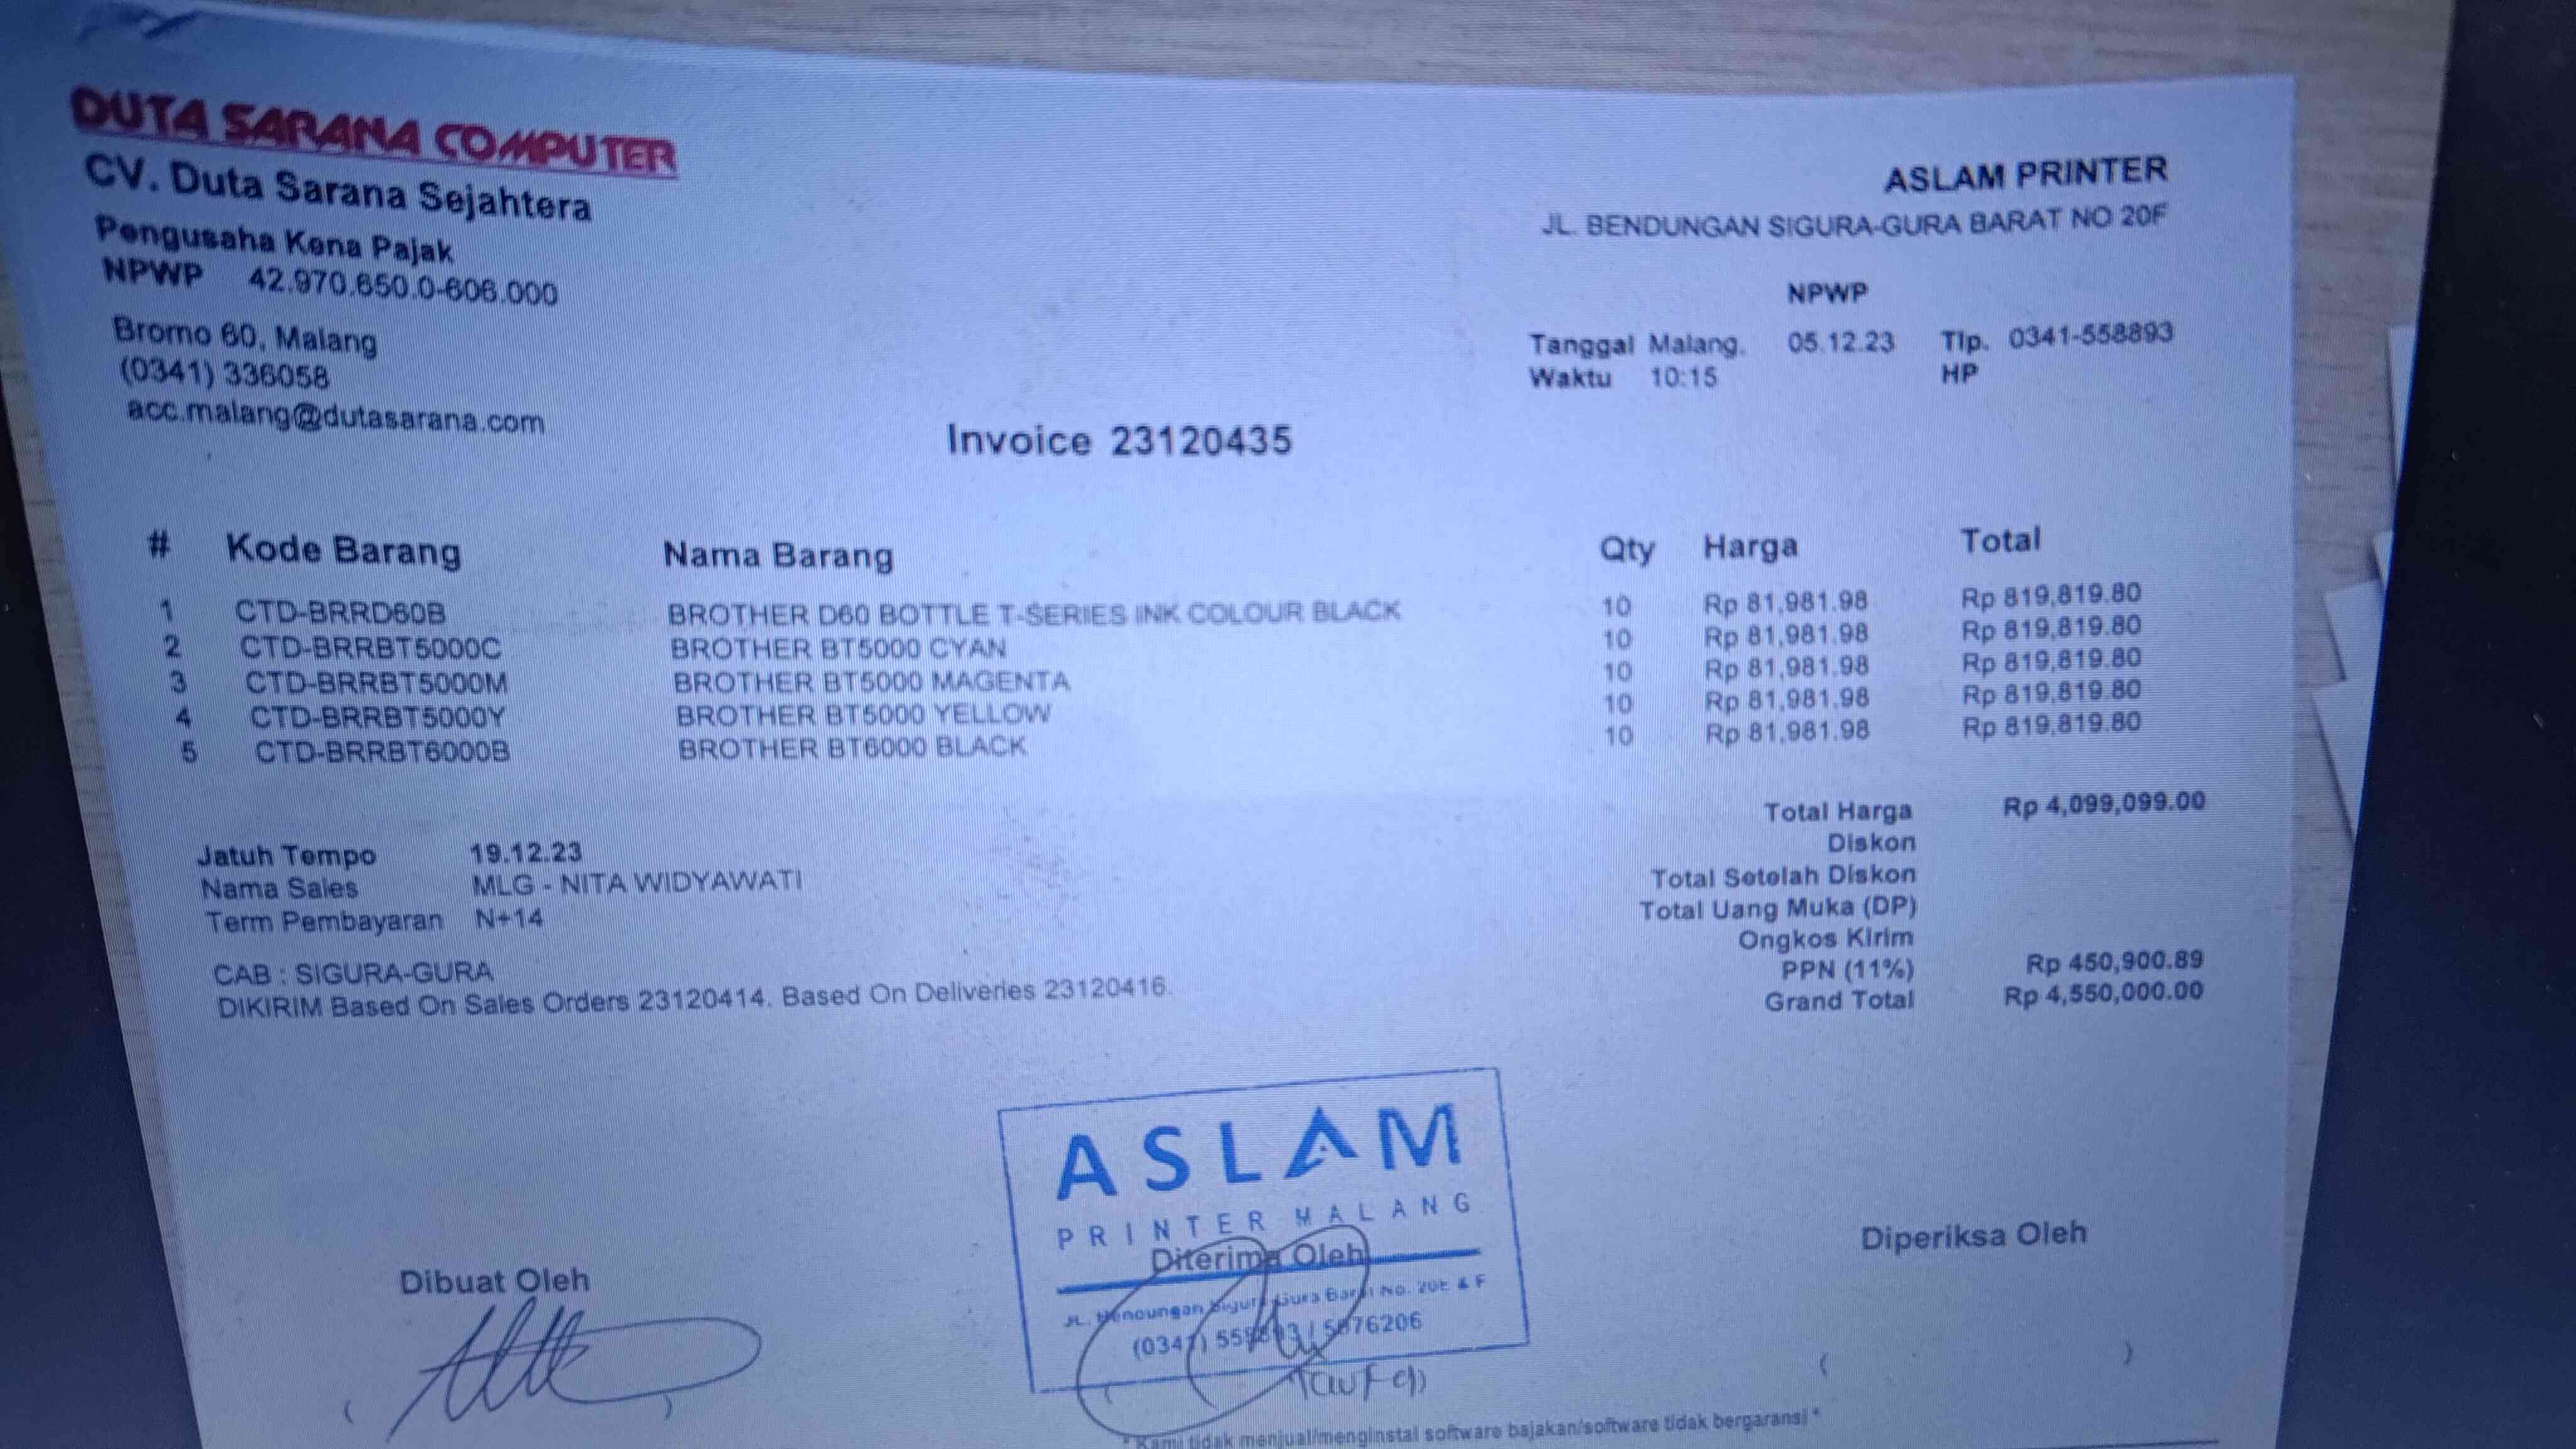 DUTA SARANA COMPUTER
CV. Duta Sarana Sejahtera
Pengusaha Kena Pajak
NPWP 42.970.650.0-606.000
Bromo 60, Malang
(0341) 336058
acc.malang@dutasarana.com
ASLAM PRINTER
JL. BENDUNGAN SIGURA-GURA BARAT NO 20F
NPWP
Tanggal Malang, 05.12.23 Tlp. 0341-558893
Waktu 10:15 HP
Invoice 23120435
# Kode Barang Nama Barang Qty Harga Total
1 CTD-BRRD60B BROTHER D60 BOTTLE T-SERIES INK COLOUR BLACK 10 Rp 81,981.98 Rp 819,819.80
2 CTD-BRRBT5000C BROTHER BT5000 CYAN 10 Rp 81,981.98 Rp 819,819.80
3 CTD-BRRBT5000M BROTHER BT5000 MAGENTA 10 Rp 81,981.98 Rp 819,819.80
4 CTD-BRRBT5000Y BROTHER BT5000 YELLOW 10 Rp 81,981.98 Rp 819,819.80
5 CTD-BRRBT6000B BROTHER BT6000 BLACK 10 Rp 81,981.98 Rp 819,819.80
Jatuh Tempo 19.12.23
Nama Sales MLG - NITA WIDYAWATI
Term Pembayaran N+14
CAB : SIGURA-GURA
DIKIRIM Based On Sales Orders 23120414. Based On Deliveries 23120416.
Total Harga Rp 4,099,099.00
Diskon
Total Setelah Diskon
Total Uang Muka (DP)
Ongkos Kirim
PPN (11%) Rp 450,900.89
Grand Total Rp 4,550,000.00
Dibuat Oleh
ASLAM
PRINTER MALANG
Diterima Oleh
JL. Bendungan Sigura-Gura Barat No. 20E & F
(0341) 5076206
Diperiksa Oleh
( )
( )
* Kami tidak menjual/menginstal software bajakan/software tidak bergaransi *